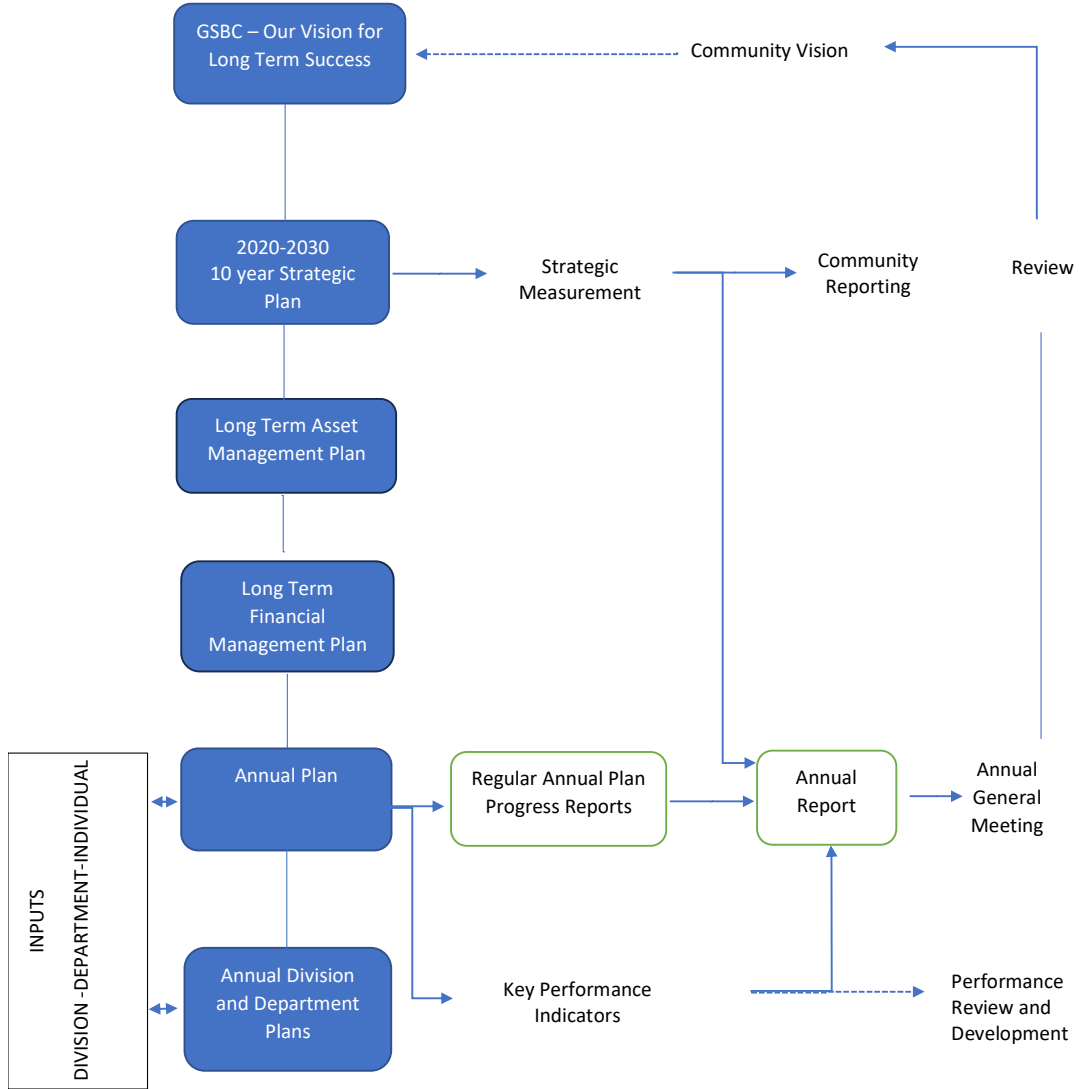 GSBC – Our Vision for
Long Term Success
Community Vision
2020-2030
10 year Strategic
Plan
Strategic
Measurement
Community
Reporting
Review
Long Term Asset
Management Plan
Long Term
Financial
Management Plan
INPUTS
DIVISION -DEPARTMENT-INDIVIDUAL
Annual Plan
Regular Annual Plan
Progress Reports
Annual
Report
Annual
General
Meeting
Annual Division
and Department
Plans
Key Performance
Indicators
Performance
Review and
Development